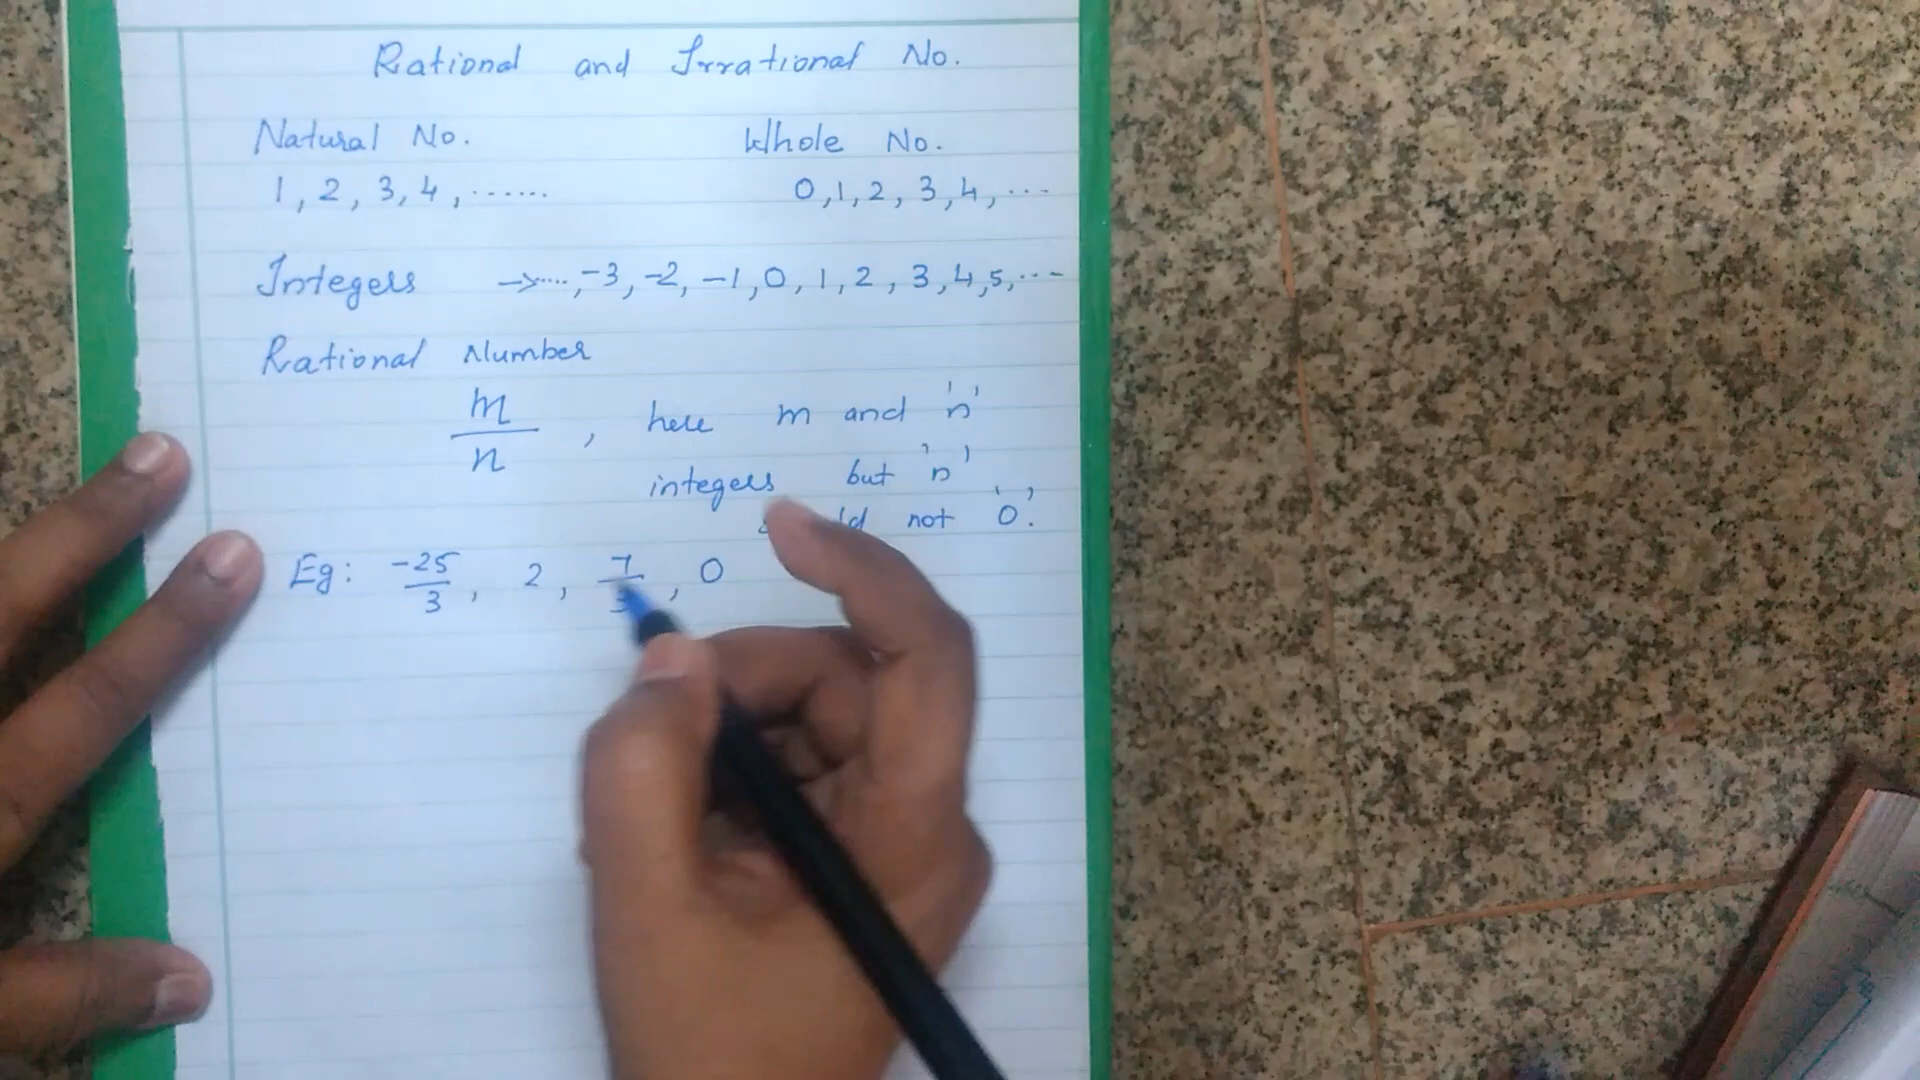 Rational and Irrational No.
Natural No. Whole No.
1, 2, 3, 4, ...... 0,1, 2, 3,4, ...
Integers →....,-3, -2, -1,0, 1, 2, 3,4,5, ...
Rational Number
m/n , here m and 'n'
integers but 'n'
not '0'.
Eg: -25/3, 2, 7/3, 0